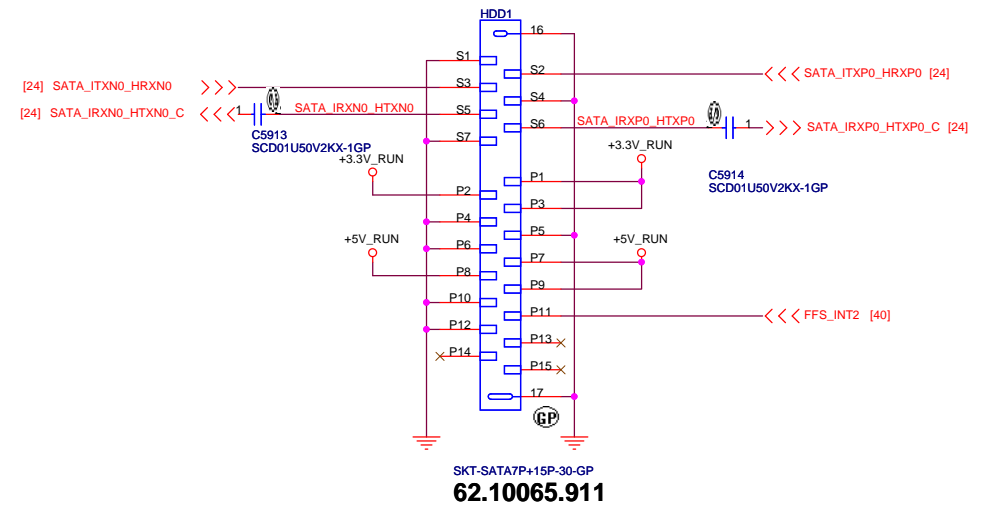 HDD1
16
S1
S2
[24] SATA_ITXN0_HRXN0
S3
SATA_ITXP0_HRXP0 [24]
S4
[24] SATA_IRXN0_HTXN0_C
1
SATA_IRXN0_HTXN0
S5
S6
SATA_IRXP0_HTXP0
1
SATA_IRXP0_HTXP0_C [24]
C5913
SCD01U50V2KX-1GP
S7
+3.3V_RUN
+3.3V_RUN
P1
C5914
SCD01U50V2KX-1GP
P2
P3
P4
P5
+5V_RUN
P6
+5V_RUN
P7
P8
P9
P10
P11
FFS_INT2 [40]
P12
P13
P14
P15
17
GP
SKT-SATA7P+15P-30-GP
62.10065.911